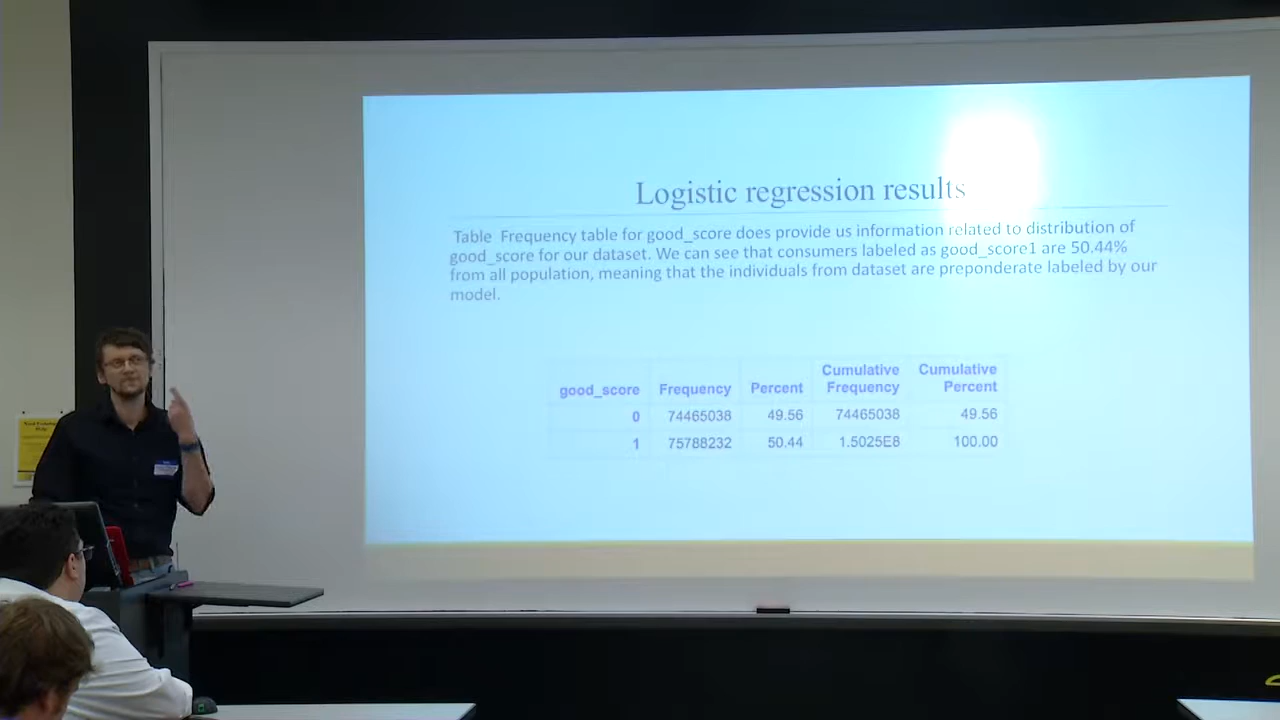 Logistic regression results
Table Frequency table for good_score does provide us information related to distribution of
good_score for our dataset. We can see that consumers labeled as good_score1 are 50.44%
from all population, meaning that the individuals from dataset are preponderate labeled by our
model.
good_score Frequency Percent Cumulative Frequency Cumulative Percent
0 74465038 49.56 74465038 49.56
1 75788232 50.44 1.5025E8 100.00